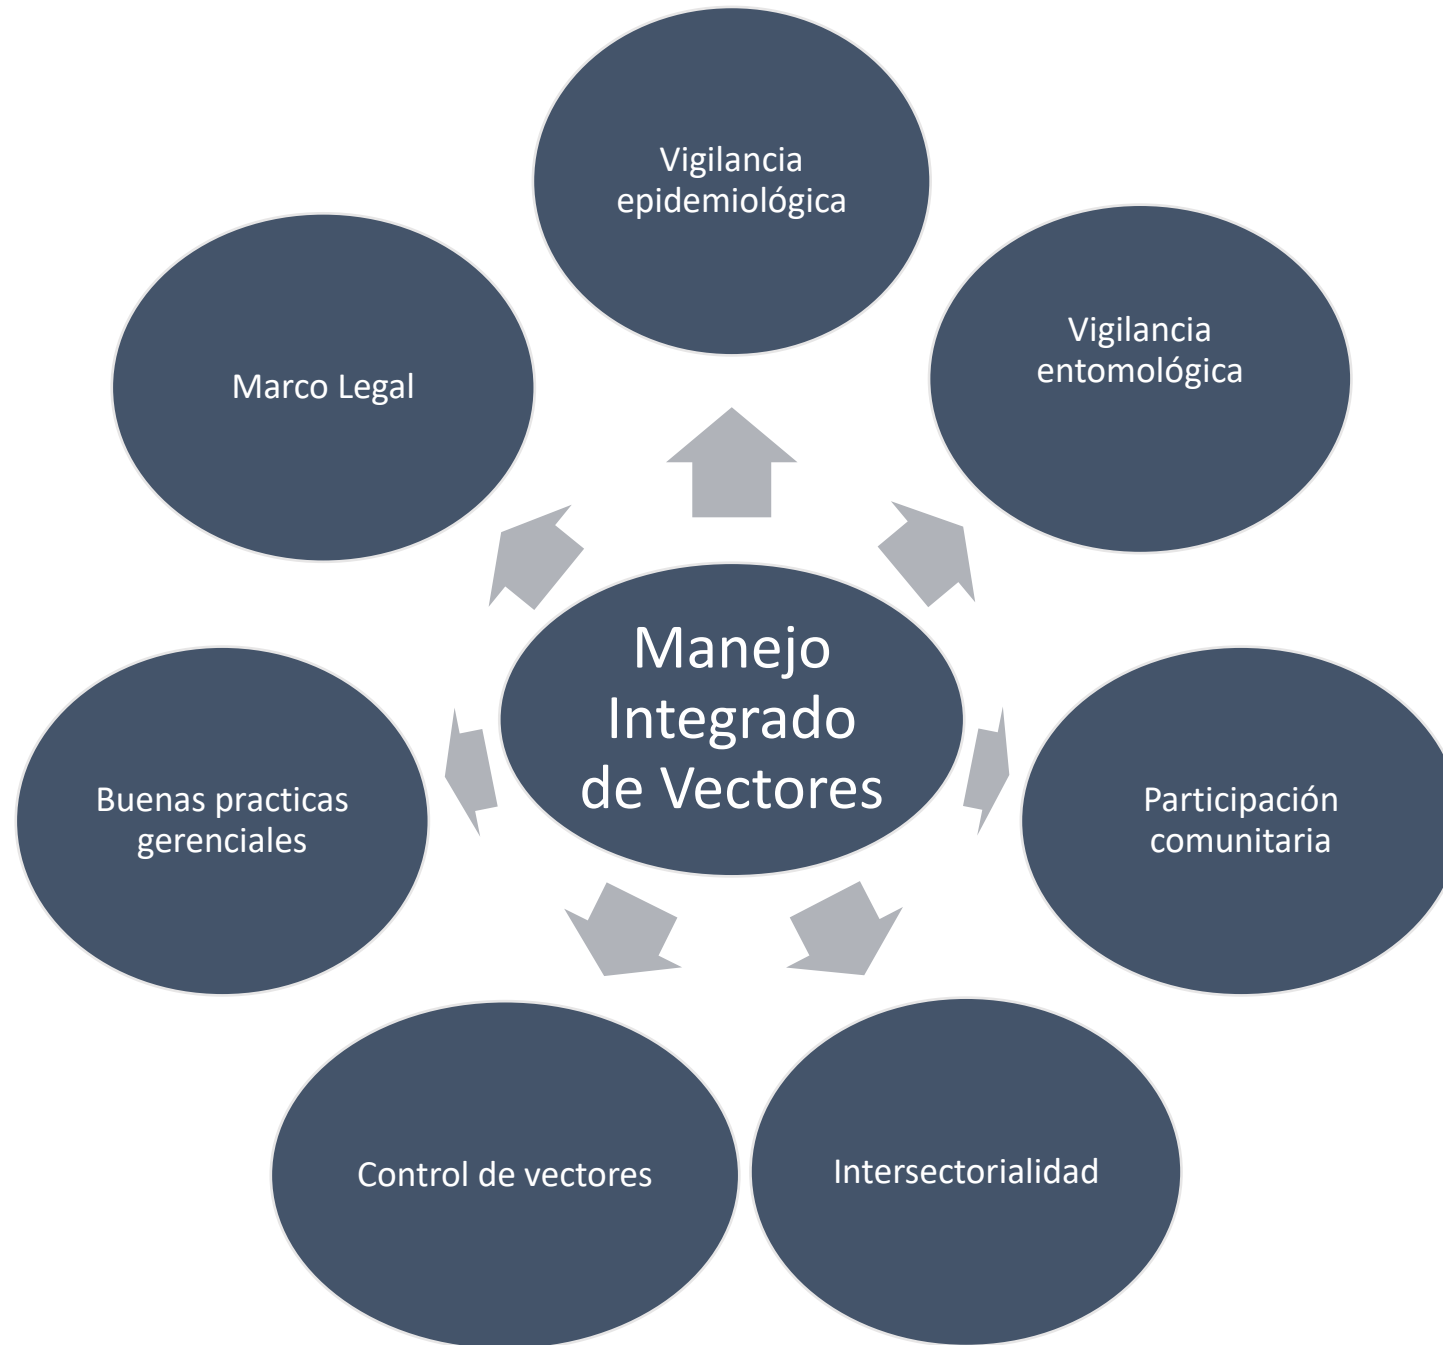 Vigilancia
epidemiológica
Vigilancia
entomológica
Marco Legal
Manejo
Integrado
de Vectores
Buenas practicas
gerenciales
Participación
comunitaria
Control de vectores
Intersectorialidad